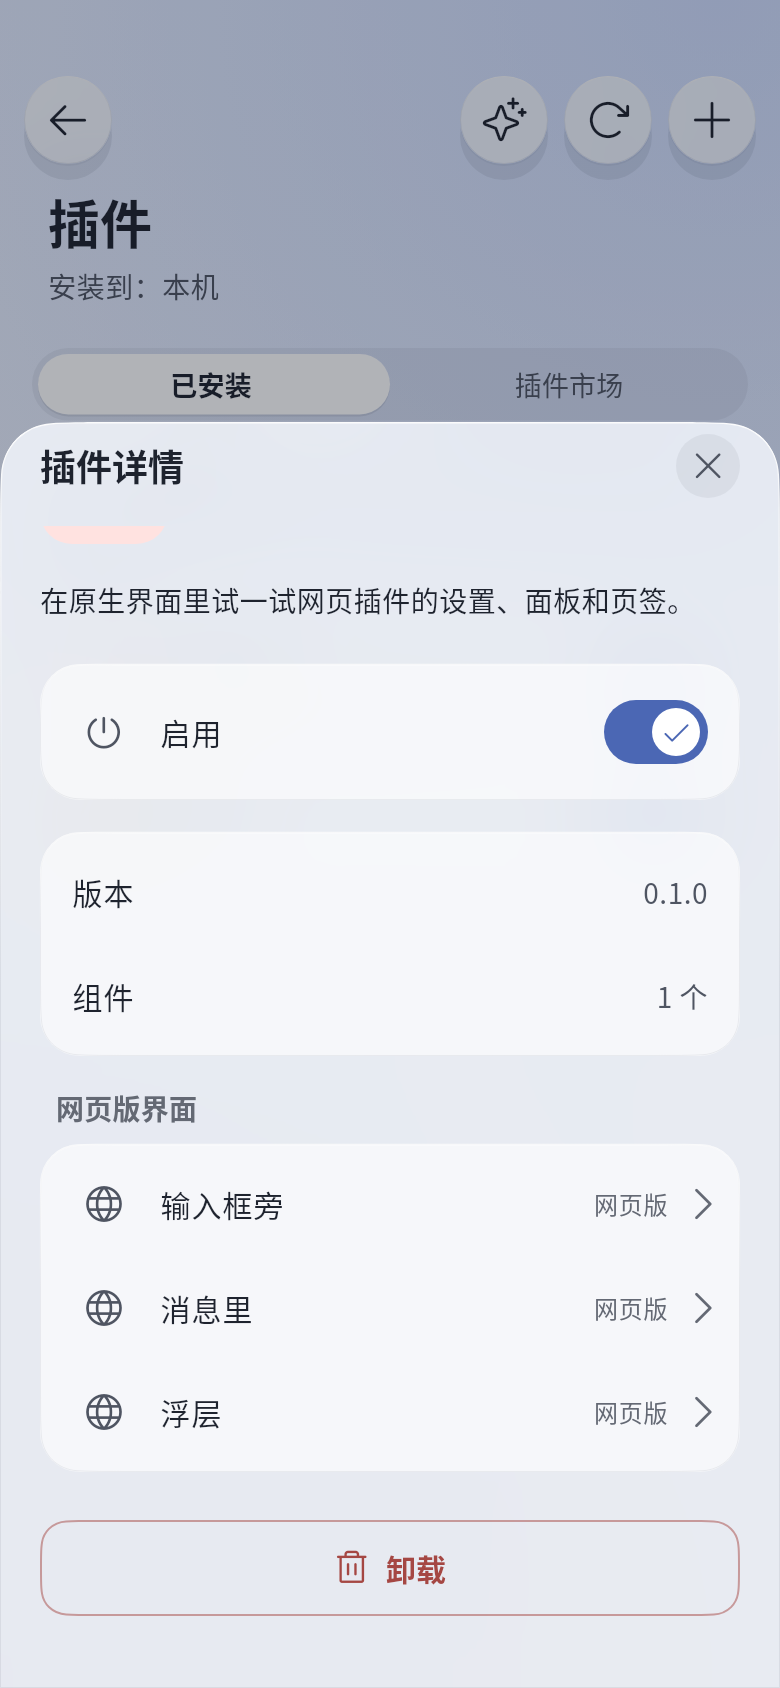 插件
安装到：本机
已安装
插件市场
插件详情
在原生界面里试一试网页插件的设置、面板和页签。
启用
版本
0.1.0
组件
1 个
网页版界面
输入框旁
网页版
消息里
网页版
浮层
网页版
卸载